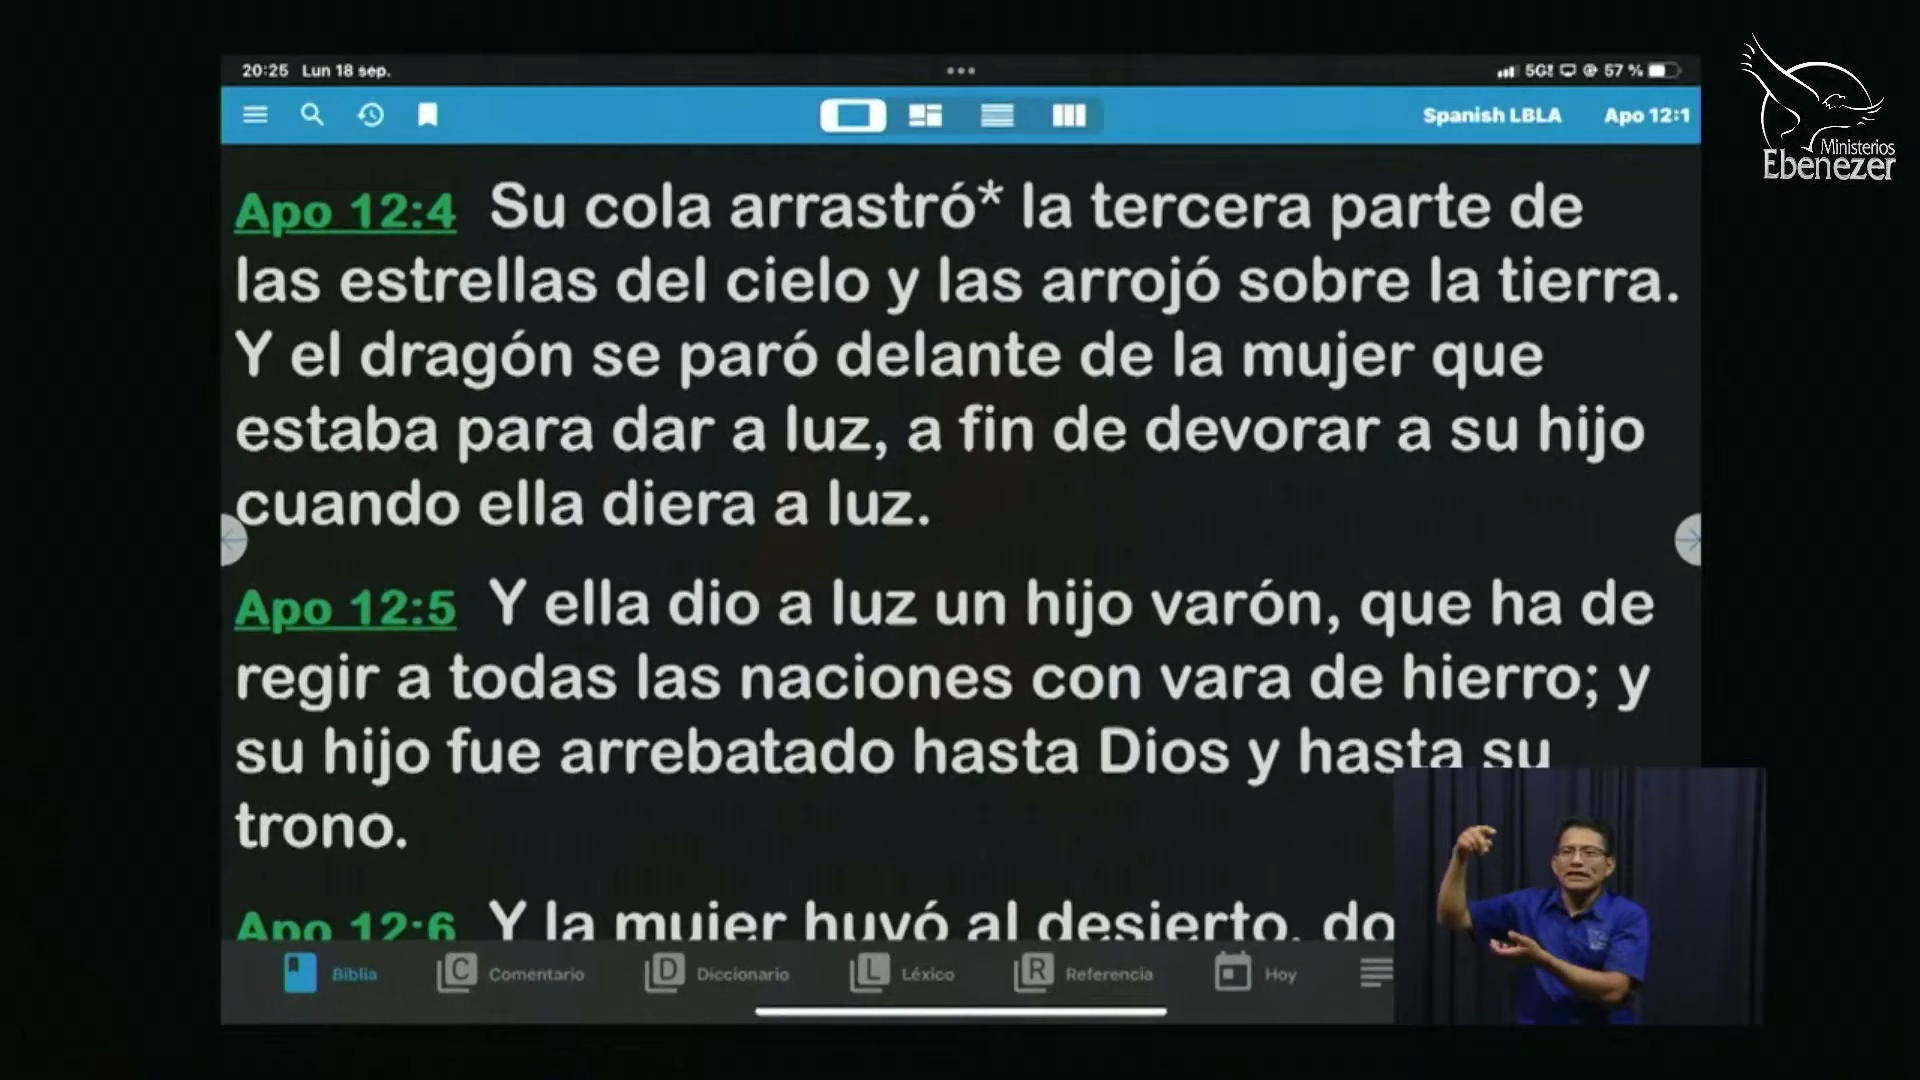 20:25 Lun 18 sep.
5G 57 %
Spanish LBLA Apo 12:1
Ministerios
Ebenezer
Apo 12:4 Su cola arrastró* la tercera parte de
las estrellas del cielo y las arrojó sobre la tierra.
Y el dragón se paró delante de la mujer que
estaba para dar a luz, a fin de devorar a su hijo
cuando ella diera a luz.
Apo 12:5 Y ella dio a luz un hijo varón, que ha de
regir a todas las naciones con vara de hierro; y
su hijo fue arrebatado hasta Dios y hasta su
trono.
Apo 12:6 Y la mujer huyó al desierto, do
Biblia C Comentario D Diccionario L Léxico R Referencia Hoy